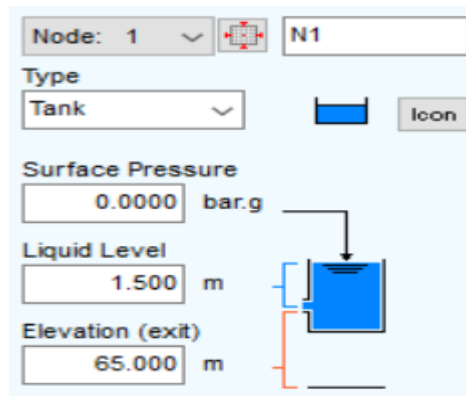 Node: 1 N1
Type
Tank Icon
Surface Pressure
0.0000 bar.g
Liquid Level
1.500 m
Elevation (exit)
65.000 m